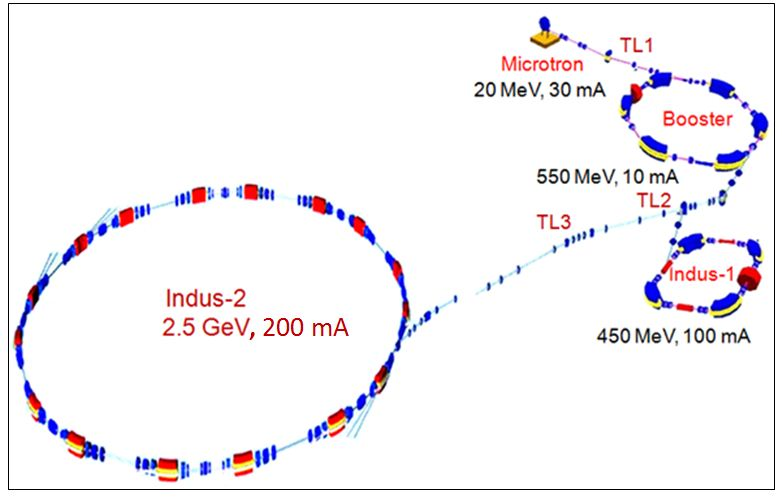 TL1
Microtron
20 MeV, 30 mA
Booster
550 MeV, 10 mA
TL2
TL3
Indus-1
450 MeV, 100 mA
Indus-2
2.5 GeV, 200 mA